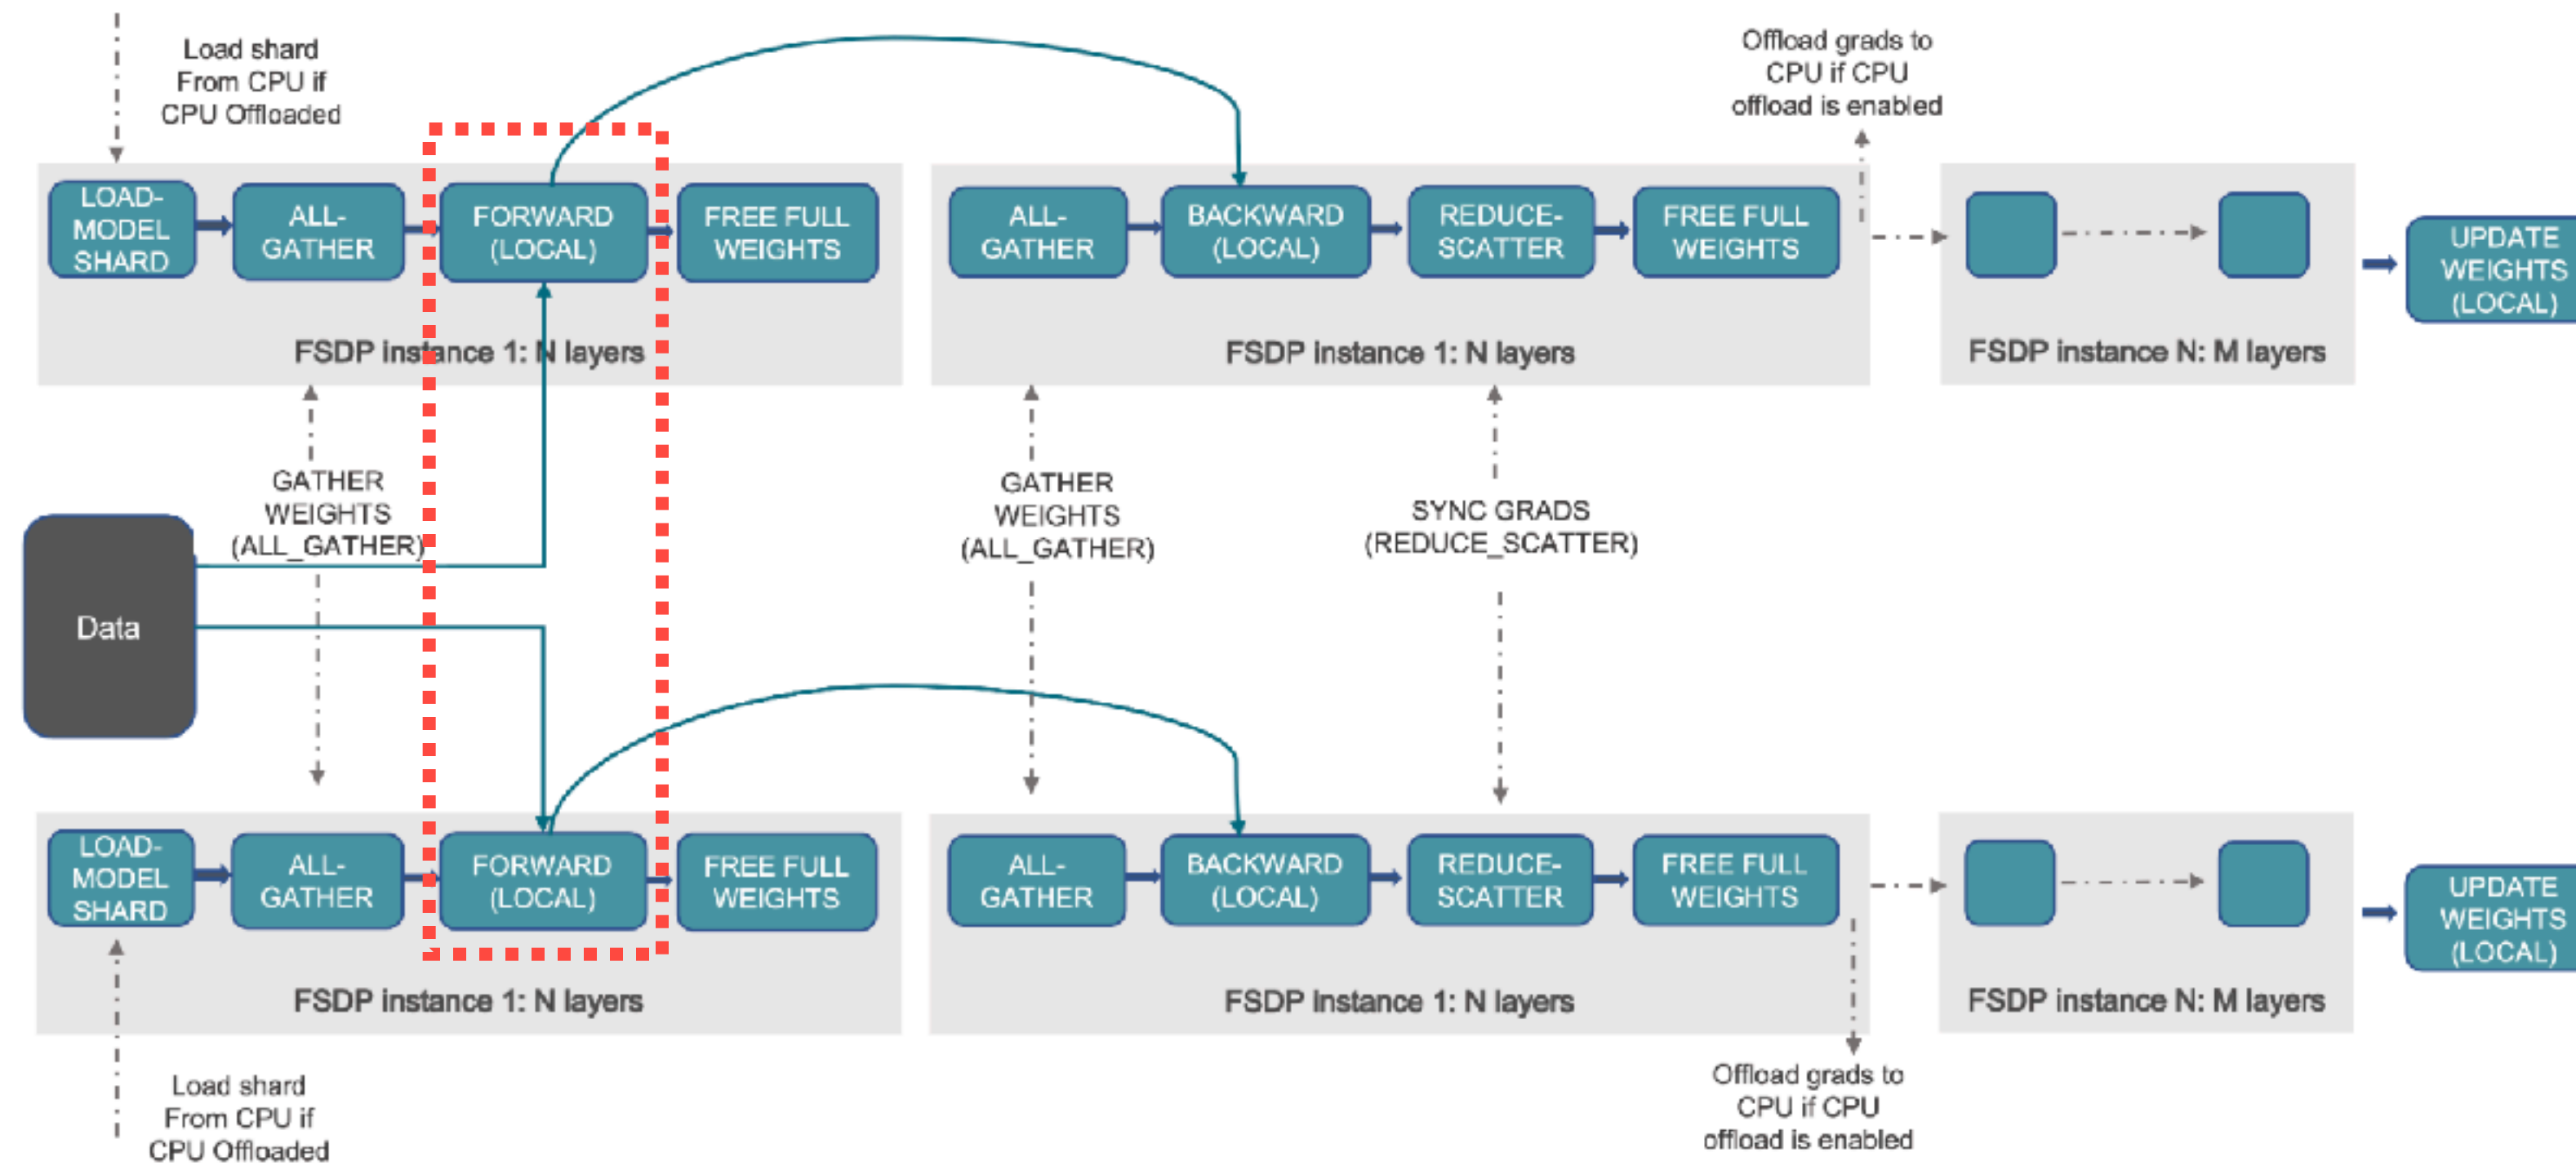 Load shard
From CPU if
CPU Offloaded
Offload grads to
CPU if CPU
offload is enabled
LOAD-
MODEL
SHARD
ALL-
GATHER
FORWARD
(LOCAL)
FREE FULL
WEIGHTS
FSDP instance 1: N layers
ALL-
GATHER
BACKWARD
(LOCAL)
REDUCE-
SCATTER
FREE FULL
WEIGHTS
FSDP instance 1: N layers
FSDP instance N: M layers
UPDATE
WEIGHTS
(LOCAL)
GATHER
WEIGHTS
(ALL_GATHER)
GATHER
WEIGHTS
(ALL_GATHER)
SYNC GRADS
(REDUCE_SCATTER)
Data
LOAD-
MODEL
SHARD
ALL-
GATHER
FORWARD
(LOCAL)
FREE FULL
WEIGHTS
FSDP instance 1: N layers
ALL-
GATHER
BACKWARD
(LOCAL)
REDUCE-
SCATTER
FREE FULL
WEIGHTS
FSDP instance 1: N layers
FSDP instance N: M layers
UPDATE
WEIGHTS
(LOCAL)
Load shard
From CPU if
CPU Offloaded
Offload grads to
CPU if CPU
offload is enabled